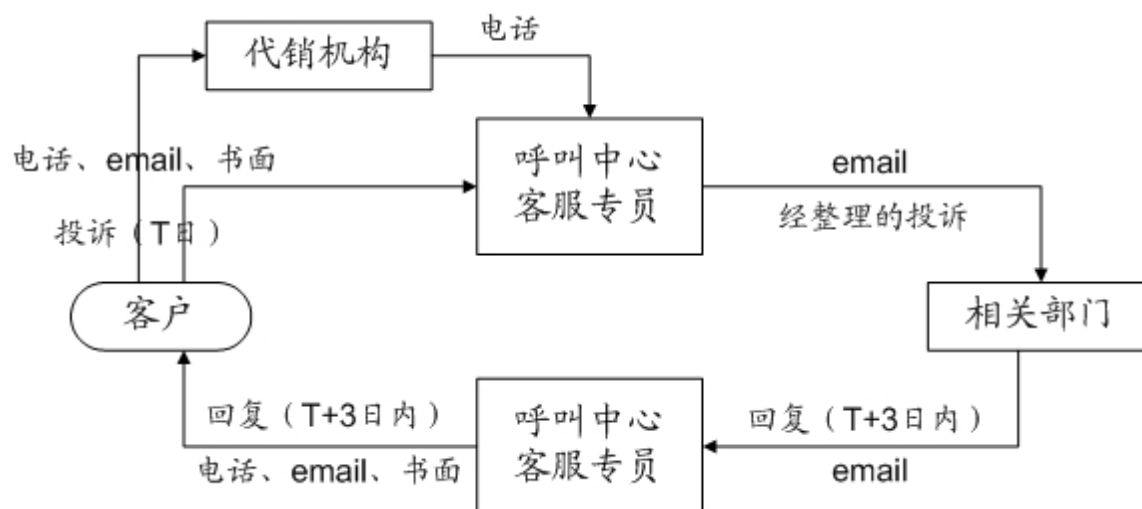 代销机构
电话
电话、email、书面
投诉（T日）
呼叫中心
客服专员
email
经整理的投诉
客户
相关部门
回复（T+3日内）
电话、email、书面
呼叫中心
客服专员
回复（T+3日内）
email